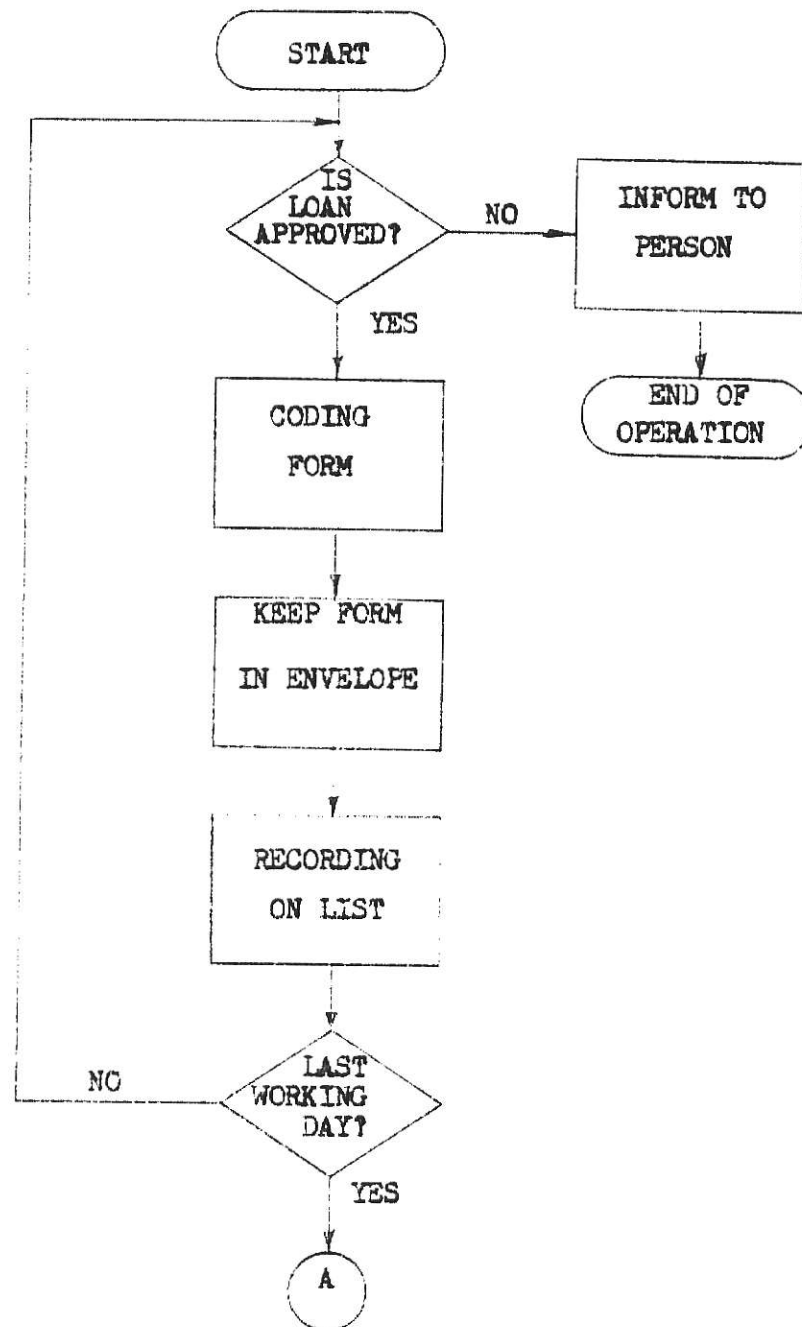 START
IS
LOAN
APPROVED?
NO
INFORM TO
PERSON
YES
END OF
OPERATION
CODING
FORM
KEEP FORM
IN ENVELOPE
RECORDING
ON LIST
LAST
WORKING
DAY?
NO
YES
A